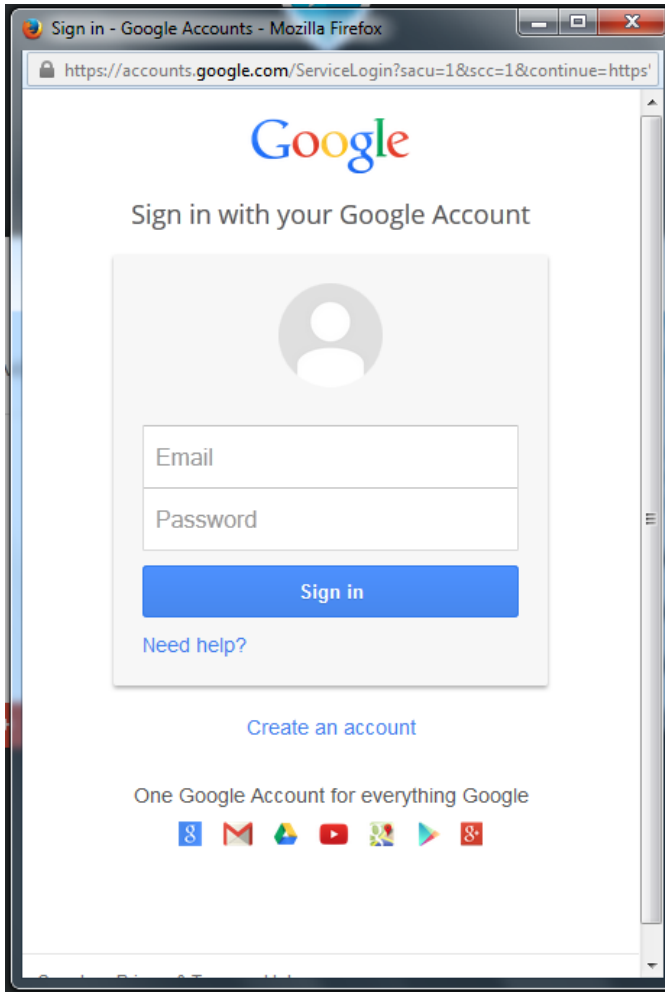 Sign in - Google Accounts - Mozilla Firefox
https://accounts.google.com/ServiceLogin?sacu=1&scc=1&continue=https'
Google
Sign in with your Google Account
Email
Password
Sign in
Need help?
Create an account
One Google Account for everything Google